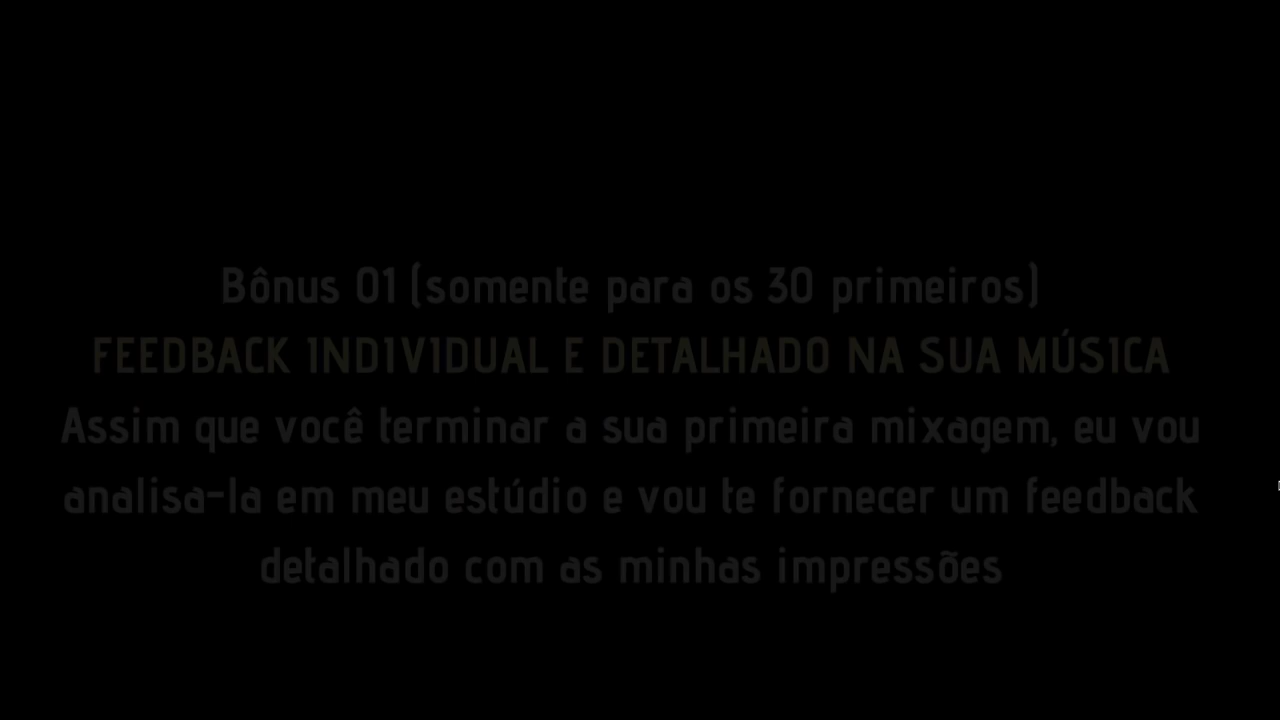 Bônus 01 (somente para os 30 primeiros)
FEEDBACK INDIVIDUAL E DETALHADO NA SUA MÚSICA
Assim que você terminar a sua primeira mixagem, eu vou
analisa-la em meu estúdio e vou te fornecer um feedback
detalhado com as minhas impressões